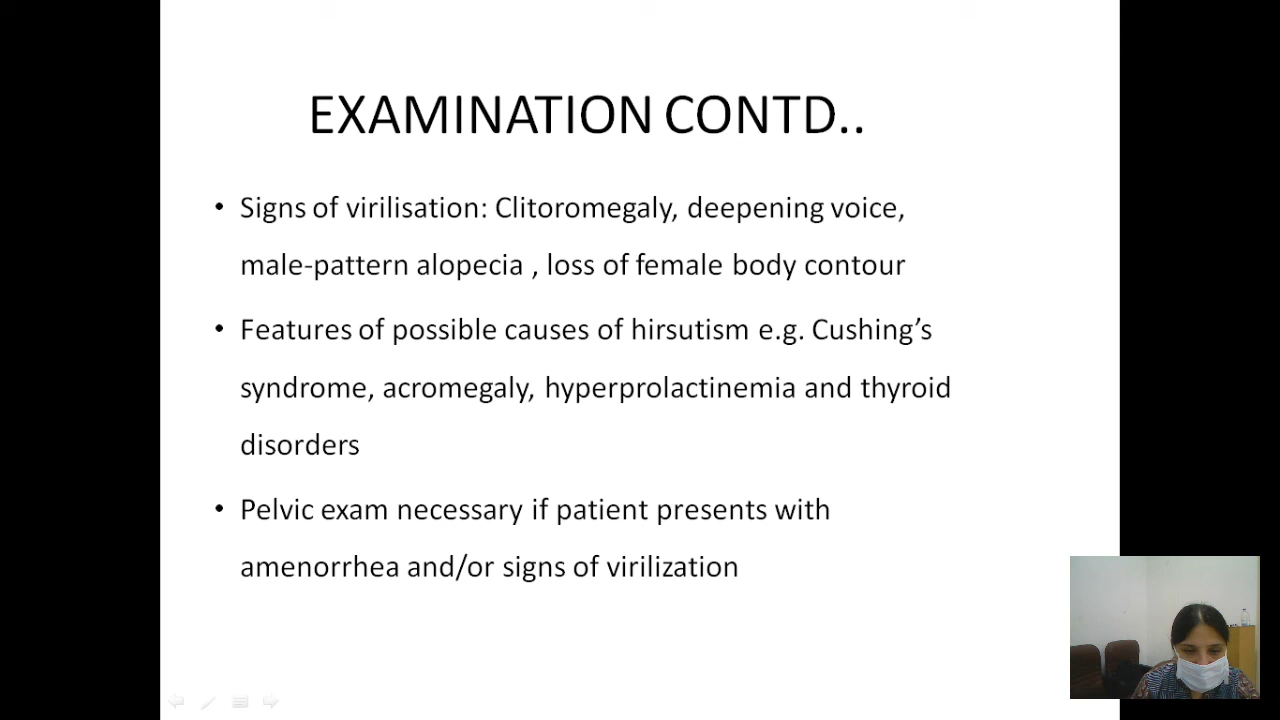 EXAMINATION CONTD..
• Signs of virilisation: Clitoromegaly, deepening voice,
male-pattern alopecia , loss of female body contour
• Features of possible causes of hirsutism e.g. Cushing’s
syndrome, acromegaly, hyperprolactinemia and thyroid
disorders
• Pelvic exam necessary if patient presents with
amenorrhea and/or signs of virilization